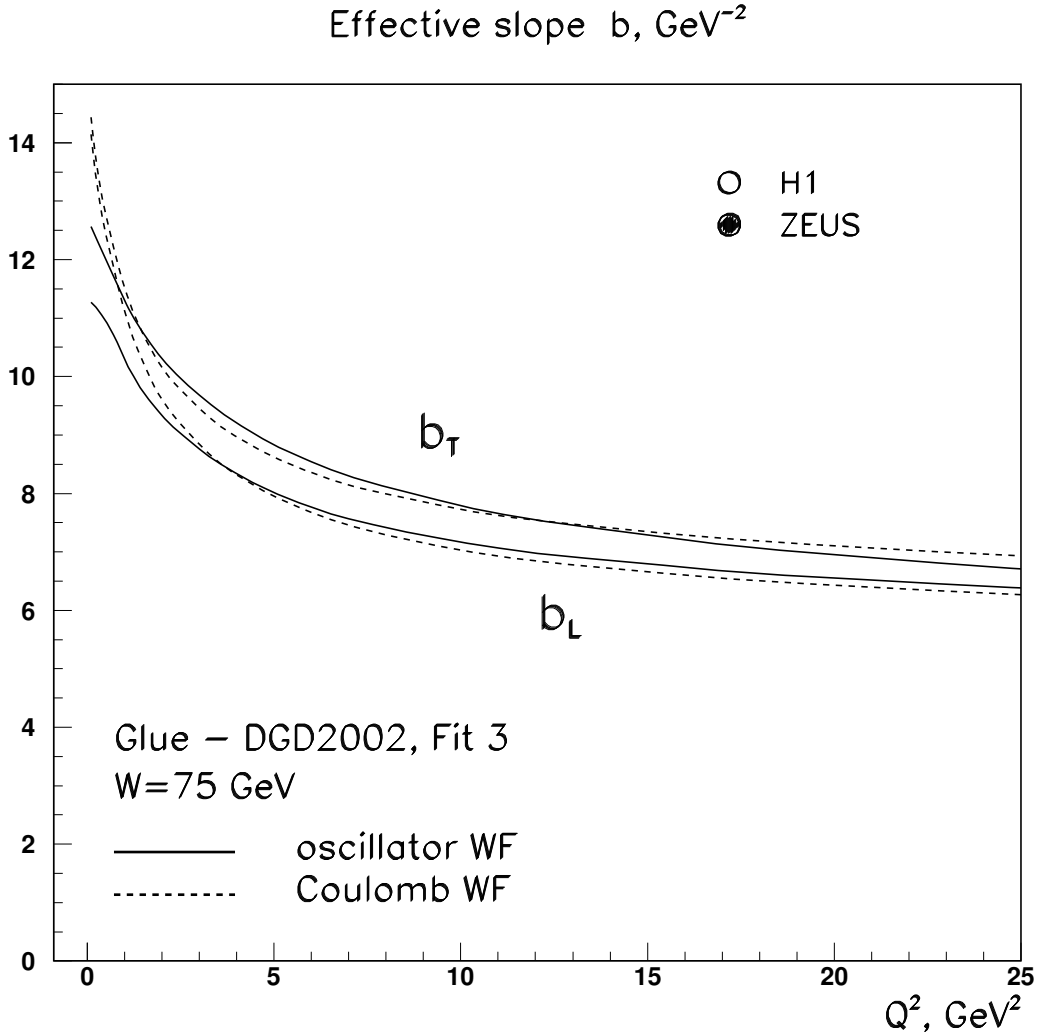 Effective slope b, GeV⁻²
14
12
10
8
6
4
2
0
H1
ZEUS
b_T
b_L
Glue – DGD2002, Fit 3
W=75 GeV
oscillator WF
Coulomb WF
0 5 10 15 20 25
Q², GeV²